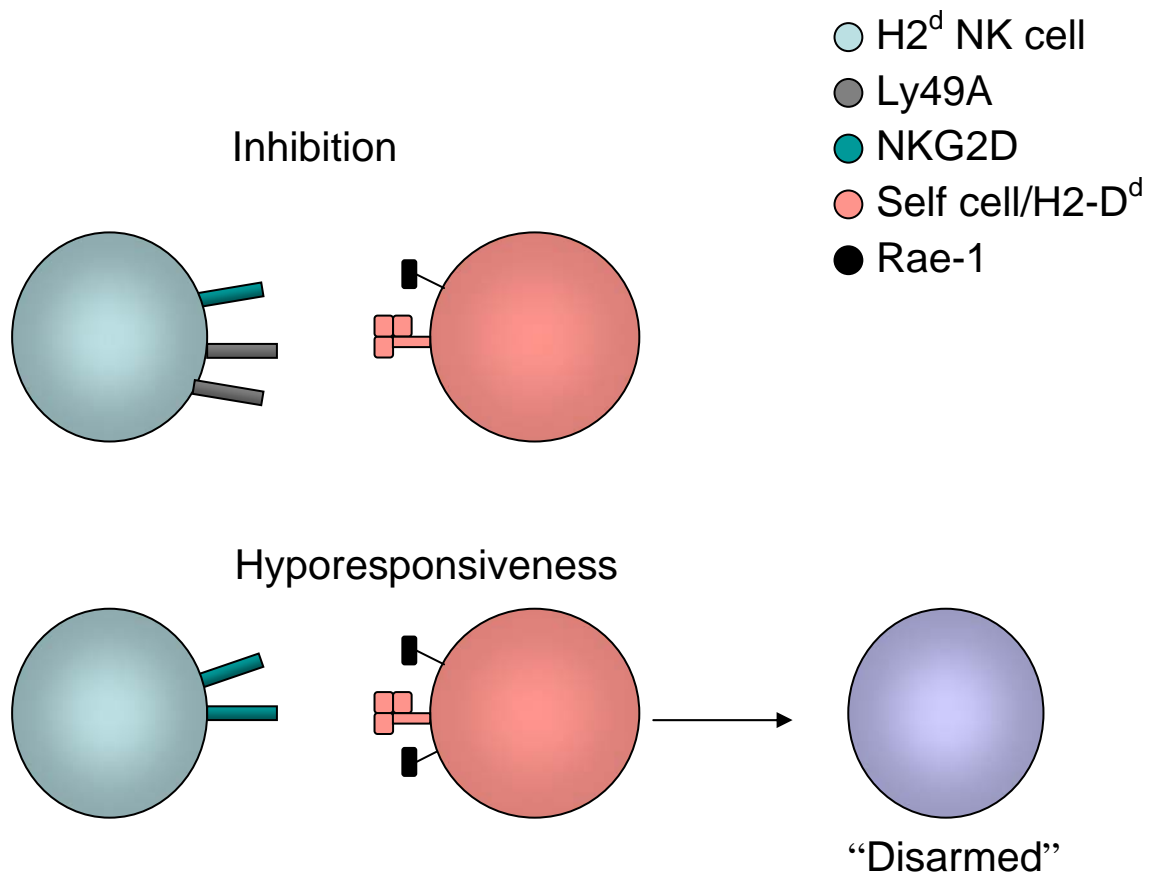 H2ᵈ NK cell
Ly49A
NKG2D
Self cell/H2-Dᵈ
Rae-1
Inhibition
Hyporesponsiveness
“Disarmed”